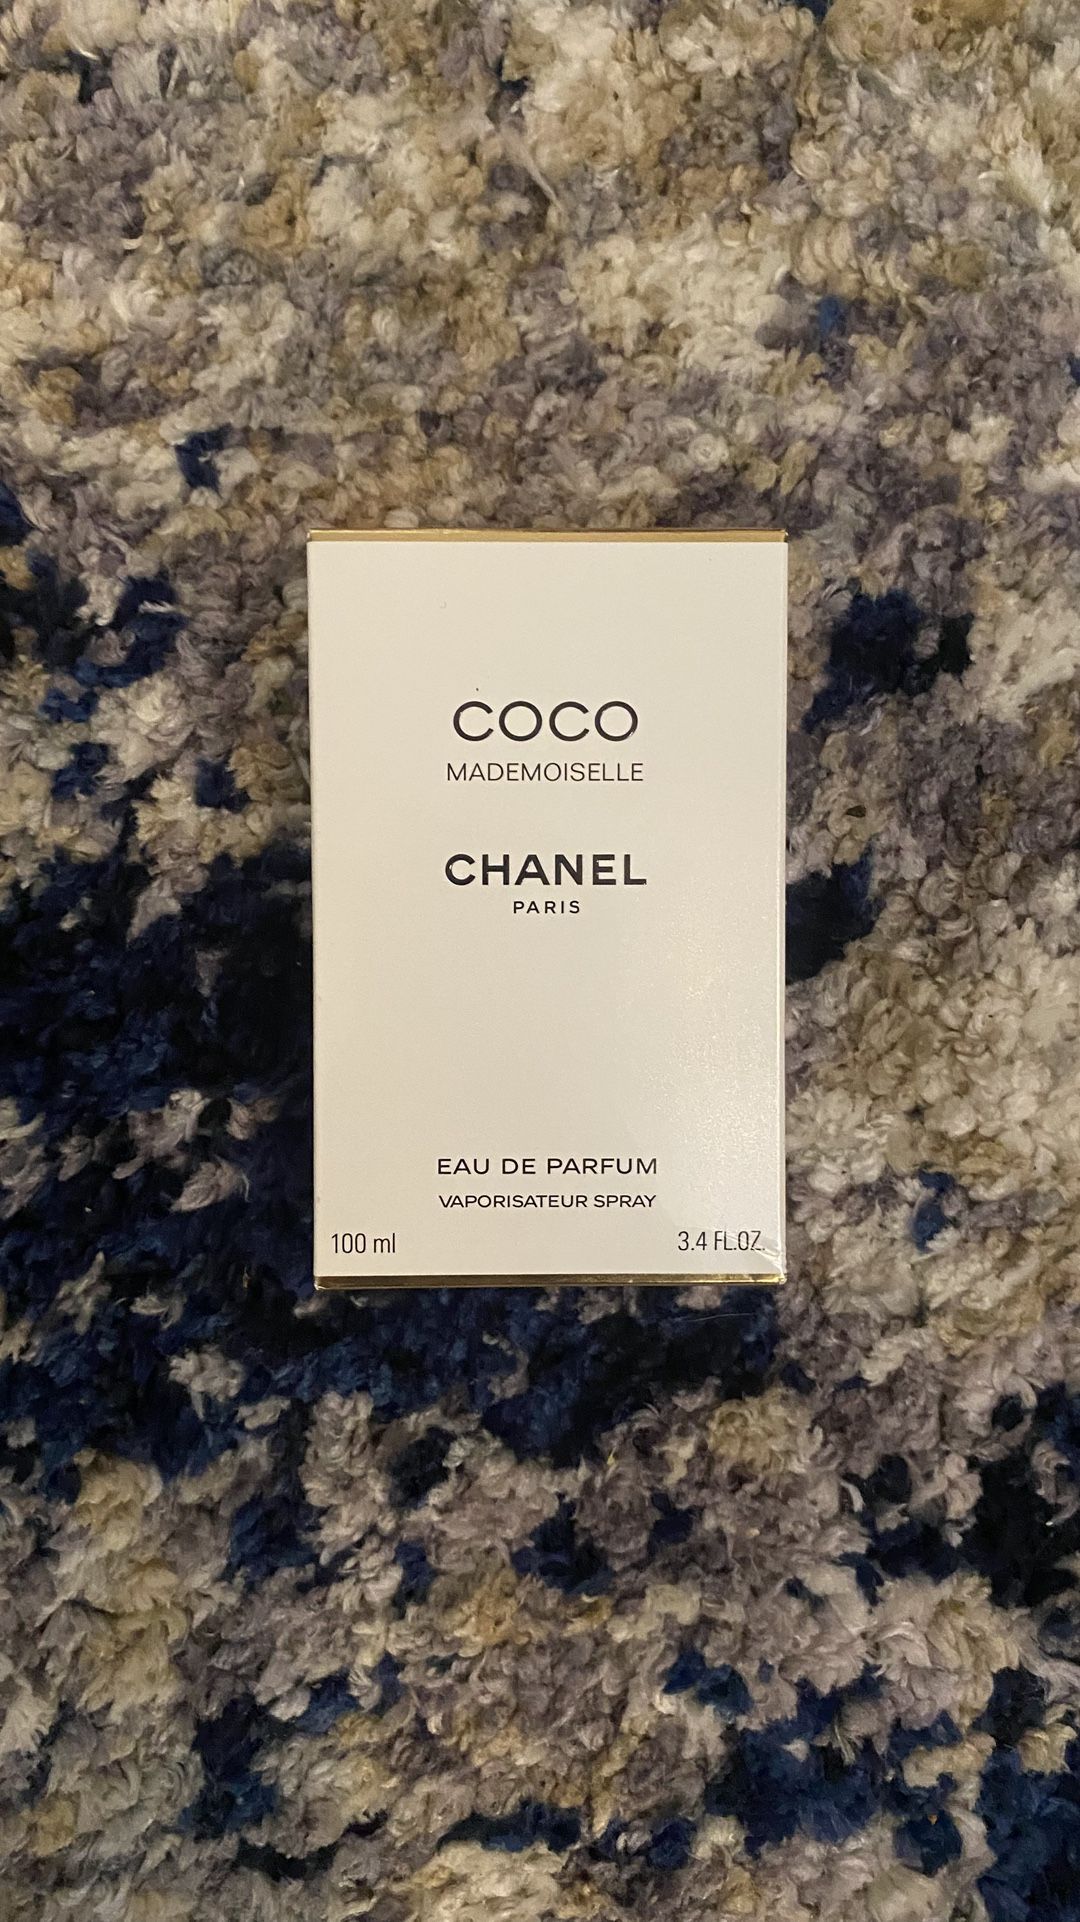 COCO
MADEMOISELLE
CHANEL
PARIS
EAU DE PARFUM
VAPORISATEUR SPRAY
100 ml 3.4 FL.OZ.